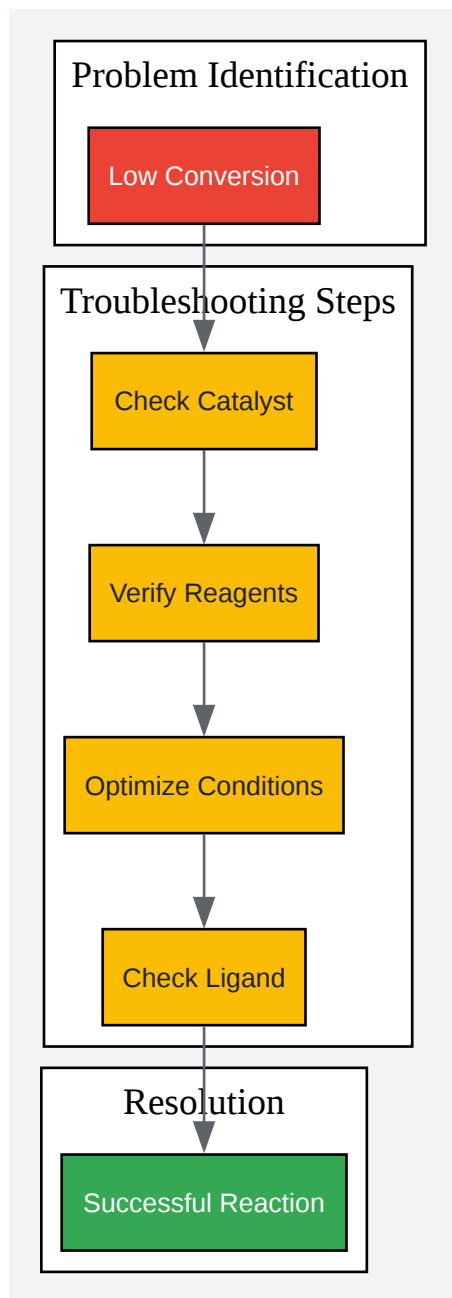 Problem Identification
Low Conversion
Troubleshooting Steps
Check Catalyst
Verify Reagents
Optimize Conditions
Check Ligand
Resolution
Successful Reaction